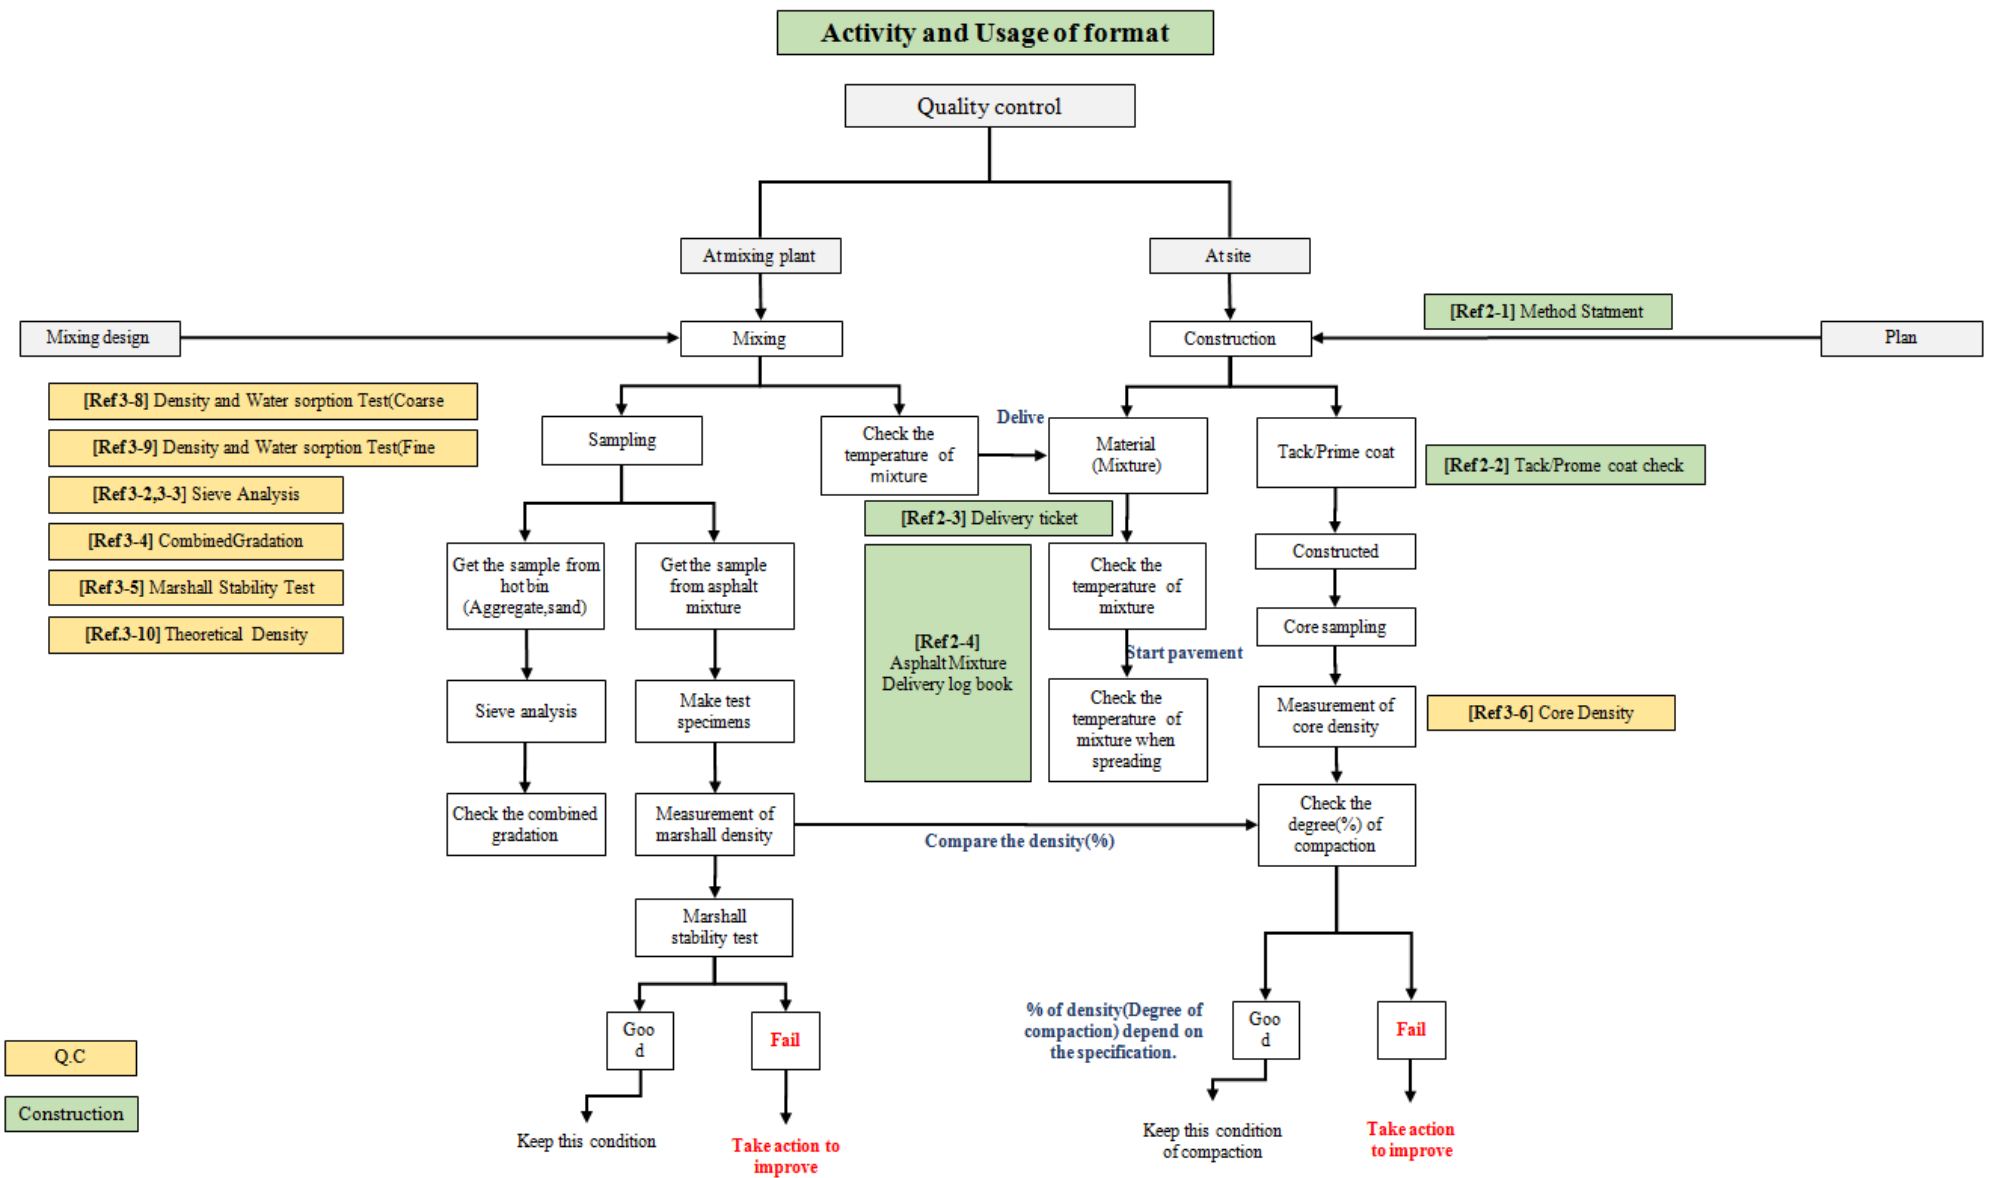 Activity and Usage of format
Quality control
At mixing plant
At site
[Ref 2-1] Method Statment
Mixing design
Mixing
Construction
Plan
[Ref 3-8] Density and Water sorption Test(Coarse
[Ref 3-9] Density and Water sorption Test(Fine
[Ref 3-2,3-3] Sieve Analysis
[Ref 3-4] CombinedGradation
[Ref 3-5] Marshall Stability Test
[Ref.3-10] Theoretical Density
Sampling
Check the
temperature of
mixture
Delive
Material
(Mixture)
Tack/Prime coat
[Ref 2-2] Tack/Prome coat check
[Ref 2-3] Delivery ticket
[Ref 2-4]
Asphalt Mixture
Delivery log book
Get the sample from
hot bin
(Aggregate,sand)
Get the sample
from asphalt
mixture
Check the
temperature of
mixture
Constructed
Core sampling
Start pavement
Sieve analysis
Make test
specimens
Check the
temperature of
mixture when
spreading
Measurement of
core density
[Ref 3-6] Core Density
Check the combined
gradation
Measurement of
marshall density
Compare the density(%)
Check the
degree(%) of
compaction
Marshall
stability test
Goo
d
Fail
% of density(Degree of
compaction) depend on
the specification.
Goo
d
Fail
Q.C
Construction
Keep this condition
Take action to
improve
Keep this condition
of compaction
Take action
to improve